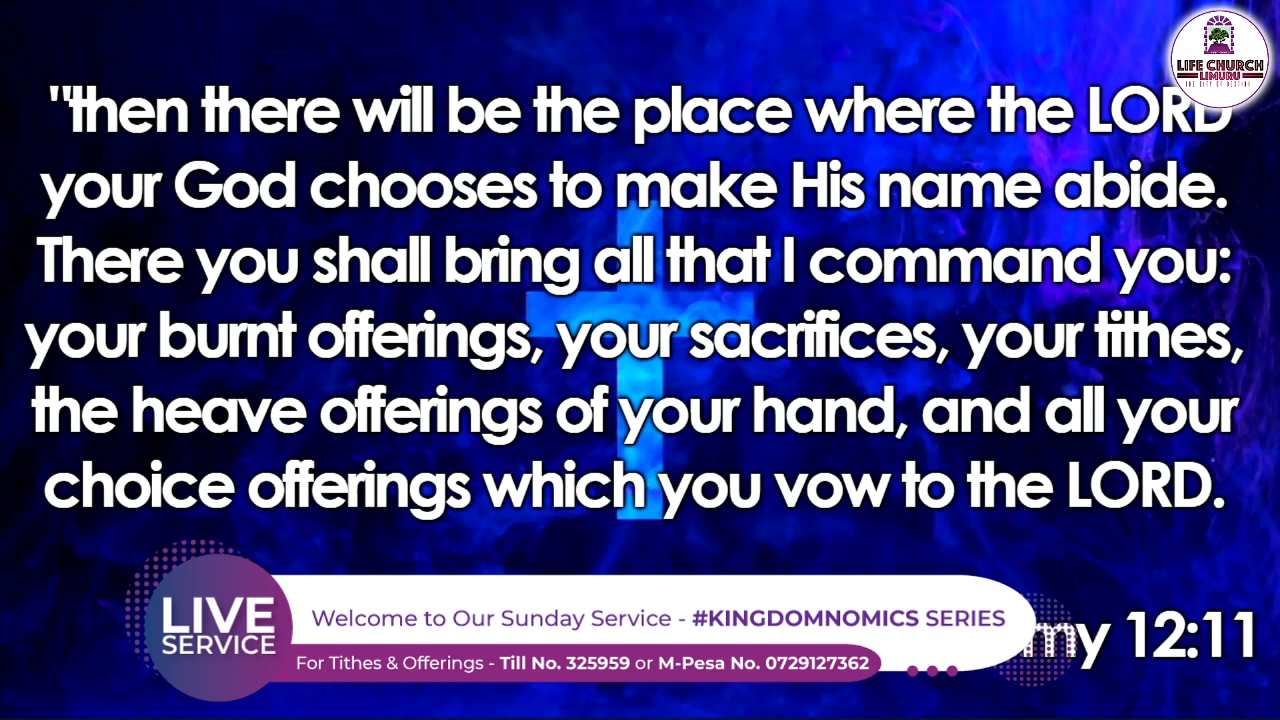 LIFE CHURCH
LIMURU
"then there will be the place where the LORD
your God chooses to make His name abide.
There you shall bring all that I command you:
your burnt offerings, your sacrifices, your tithes,
the heave offerings of your hand, and all your
choice offerings which you vow to the LORD.
my 12:11
LIVE
SERVICE
Welcome to Our Sunday Service - #KINGDOMNOMICS SERIES
For Tithes & Offerings - Till No. 325959 or M-Pesa No. 0729127362